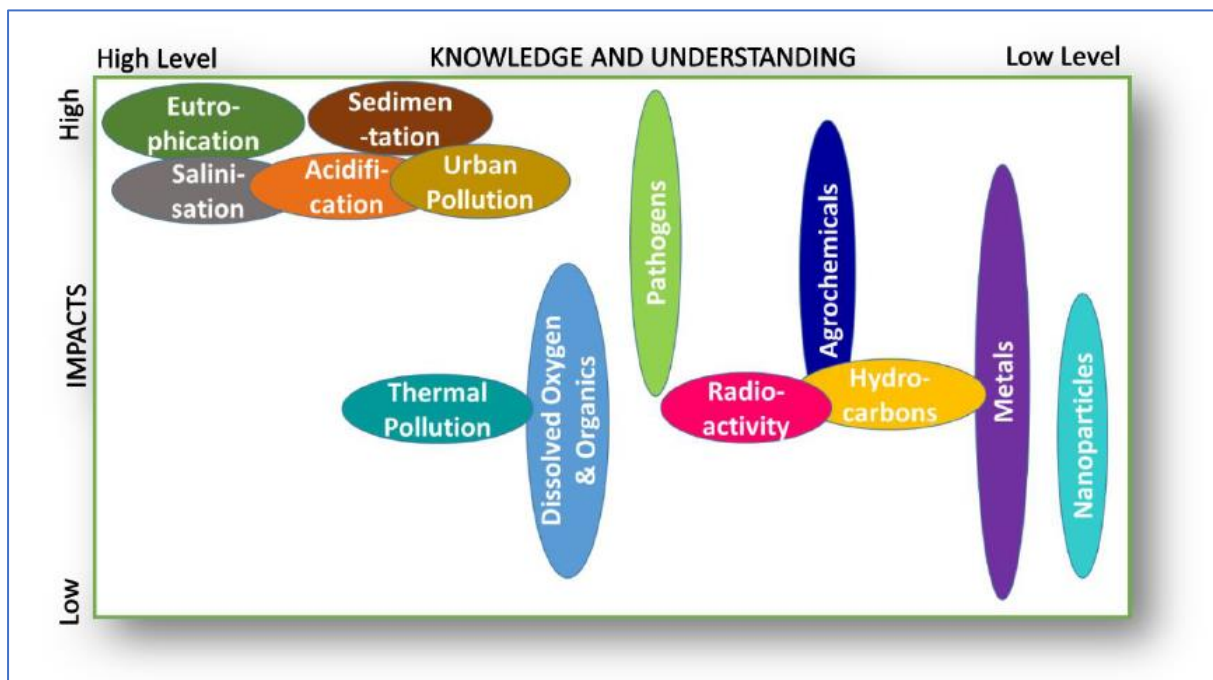 High Level
KNOWLEDGE AND UNDERSTANDING
Low Level
High
IMPACTS
Low
Eutro-
phication
Sedimen
-tation
Salini-
sation
Acidifi-
cation
Urban
Pollution
Pathogens
Agrochemicals
Metals
Nanoparticles
Dissolved Oxygen
& Organics
Thermal
Pollution
Radio-
activity
Hydro-
carbons